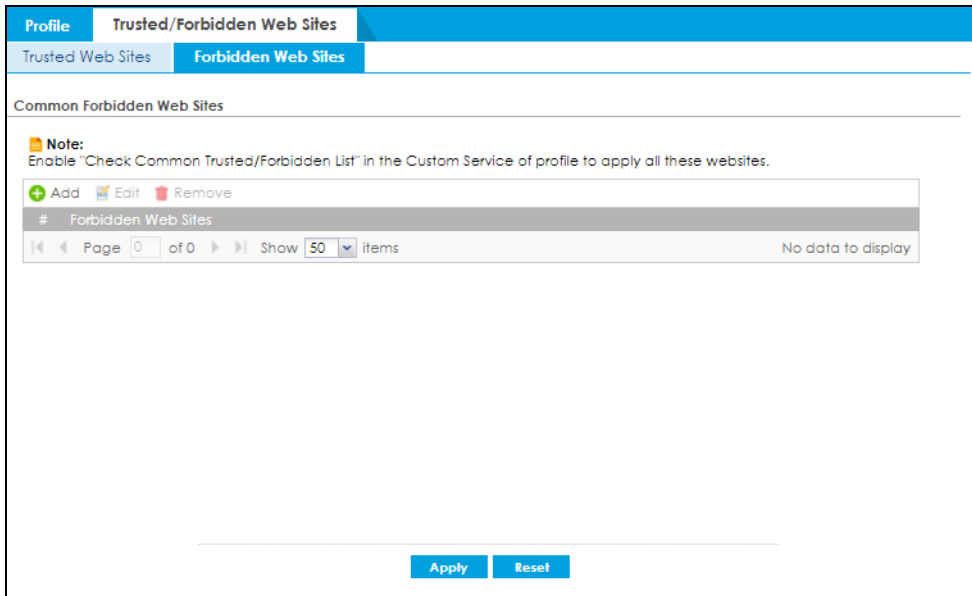 Profile Trusted/Forbidden Web Sites
Trusted Web Sites Forbidden Web Sites
Common Forbidden Web Sites
Note:
Enable "Check Common Trusted/Forbidden List" in the Custom Service of profile to apply all these websites.
Add Edit Remove
# Forbidden Web Sites
Page 0 of 0 Show 50 items No data to display
Apply Reset